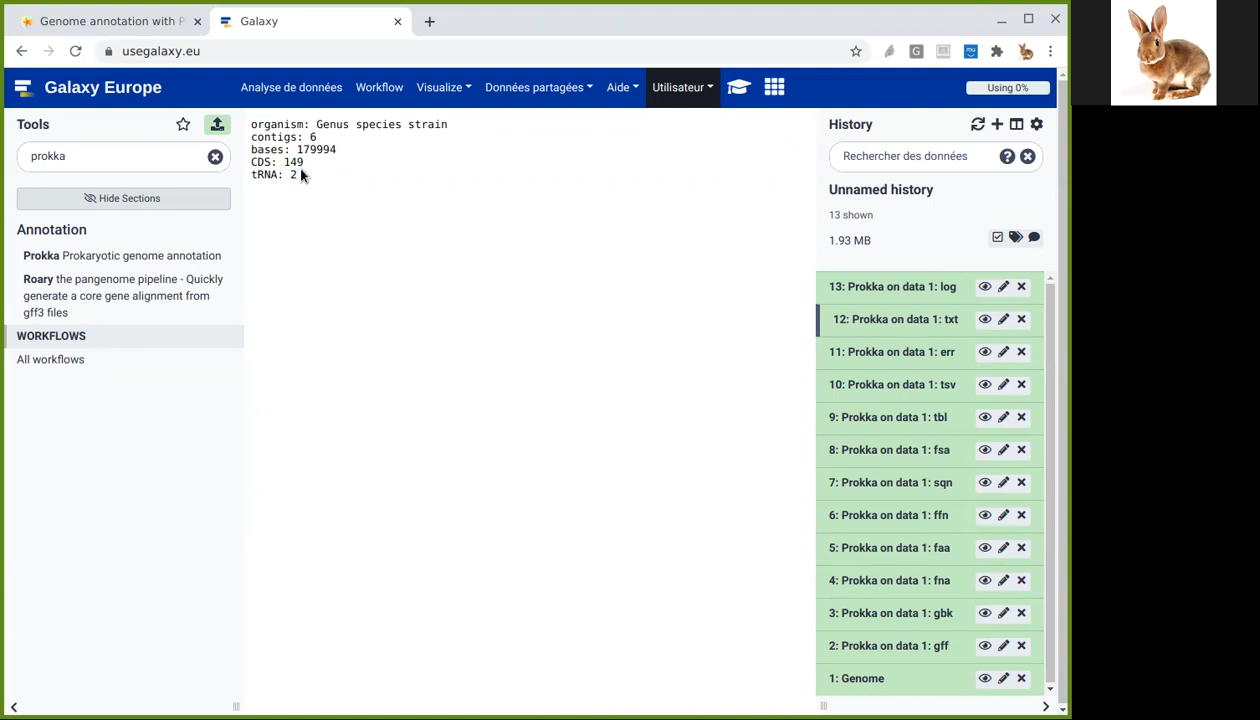 Genome annotation with P
Galaxy
usegalaxy.eu
Galaxy Europe
Analyse de données
Workflow
Visualize
Données partagées
Aide
Utilisateur
Using 0%
Tools
prokka
Hide Sections
Annotation
Prokka Prokaryotic genome annotation
Roary the pangenome pipeline - Quickly
generate a core gene alignment from
gff3 files
WORKFLOWS
All workflows
organism: Genus species strain
contigs: 6
bases: 179994
CDS: 149
tRNA: 2
History
Rechercher des données
Unnamed history
13 shown
1.93 MB
13: Prokka on data 1: log
12: Prokka on data 1: txt
11: Prokka on data 1: err
10: Prokka on data 1: tsv
9: Prokka on data 1: tbl
8: Prokka on data 1: fsa
7: Prokka on data 1: sqn
6: Prokka on data 1: ffn
5: Prokka on data 1: faa
4: Prokka on data 1: fna
3: Prokka on data 1: gbk
2: Prokka on data 1: gff
1: Genome